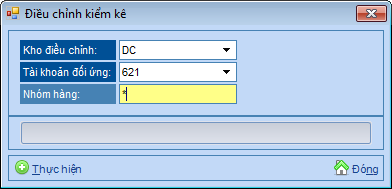 Điều chỉnh kiểm kê
Kho điều chỉnh: DC
Tài khoản đối ứng: 621
Nhóm hàng: *
Thực hiện Đóng